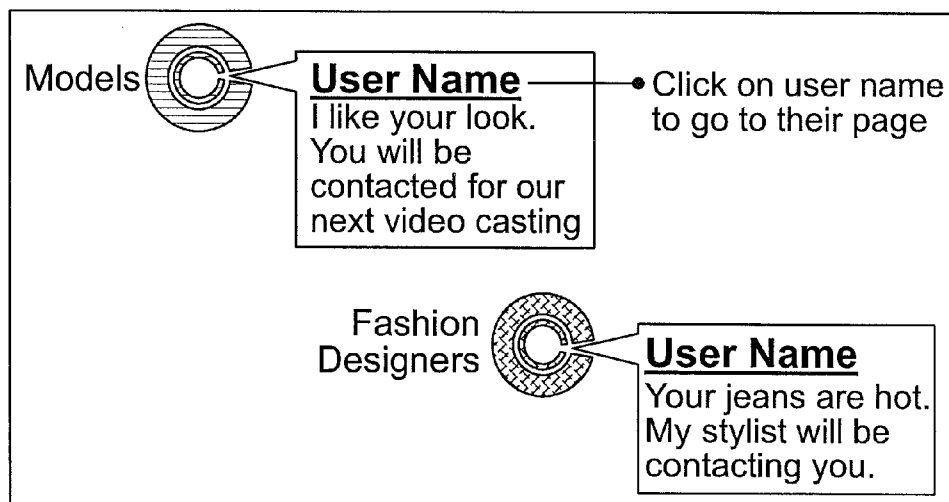 Models
User Name
I like your look.
You will be
contacted for our
next video casting
Click on user name
to go to their page
Fashion
Designers
User Name
Your jeans are hot.
My stylist will be
contacting you.